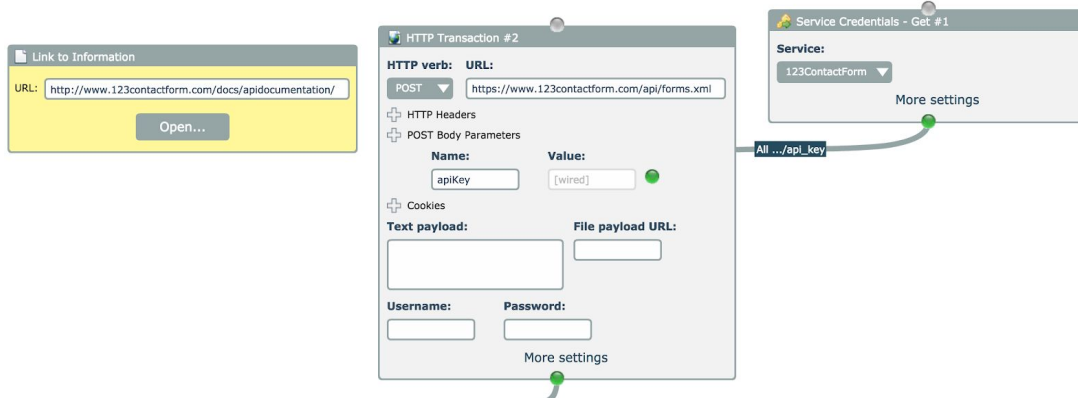 Link to Information
URL: http://www.123contactform.com/docs/apidocumentation/
Open...
HTTP Transaction #2
HTTP verb: URL:
POST https://www.123contactform.com/api/forms.xml
HTTP Headers
POST Body Parameters
Name: Value:
apiKey [wired]
Cookies
Text payload: File payload URL:
Username: Password:
More settings
All .../api_key
Service Credentials - Get #1
Service:
123ContactForm
More settings